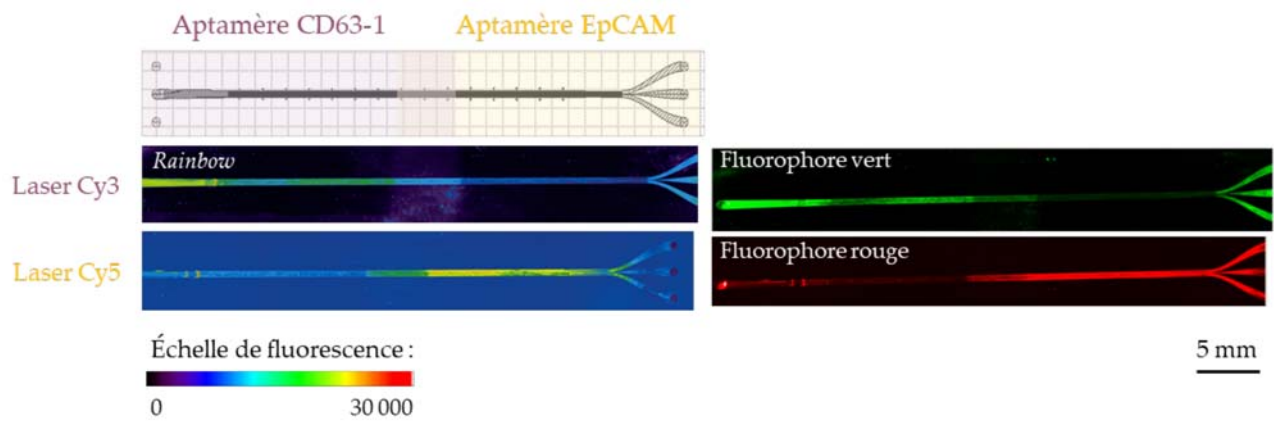 Aptamère CD63-1
Aptamère EpCAM
Laser Cy3
Rainbow
Fluorophore vert
Laser Cy5
Fluorophore rouge
Échelle de fluorescence :
0
30 000
5 mm